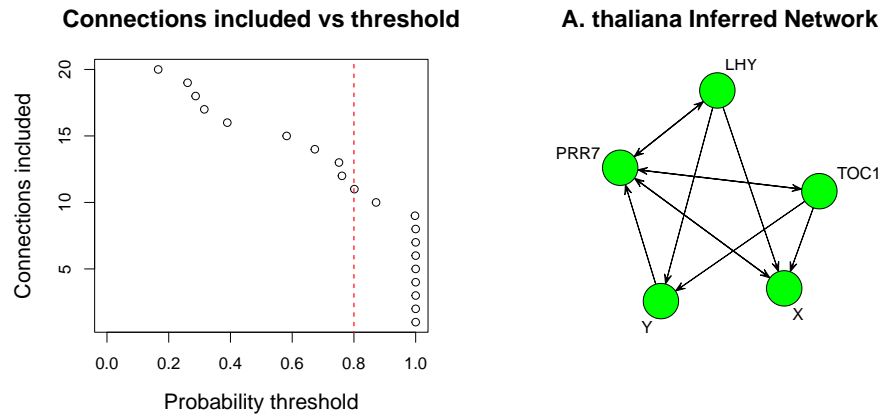 Connections included vs threshold
Connections included
20
15
10
5
0.0 0.2 0.4 0.6 0.8 1.0
Probability threshold
A. thaliana Inferred Network
LHY
PRR7
TOC1
X
Y